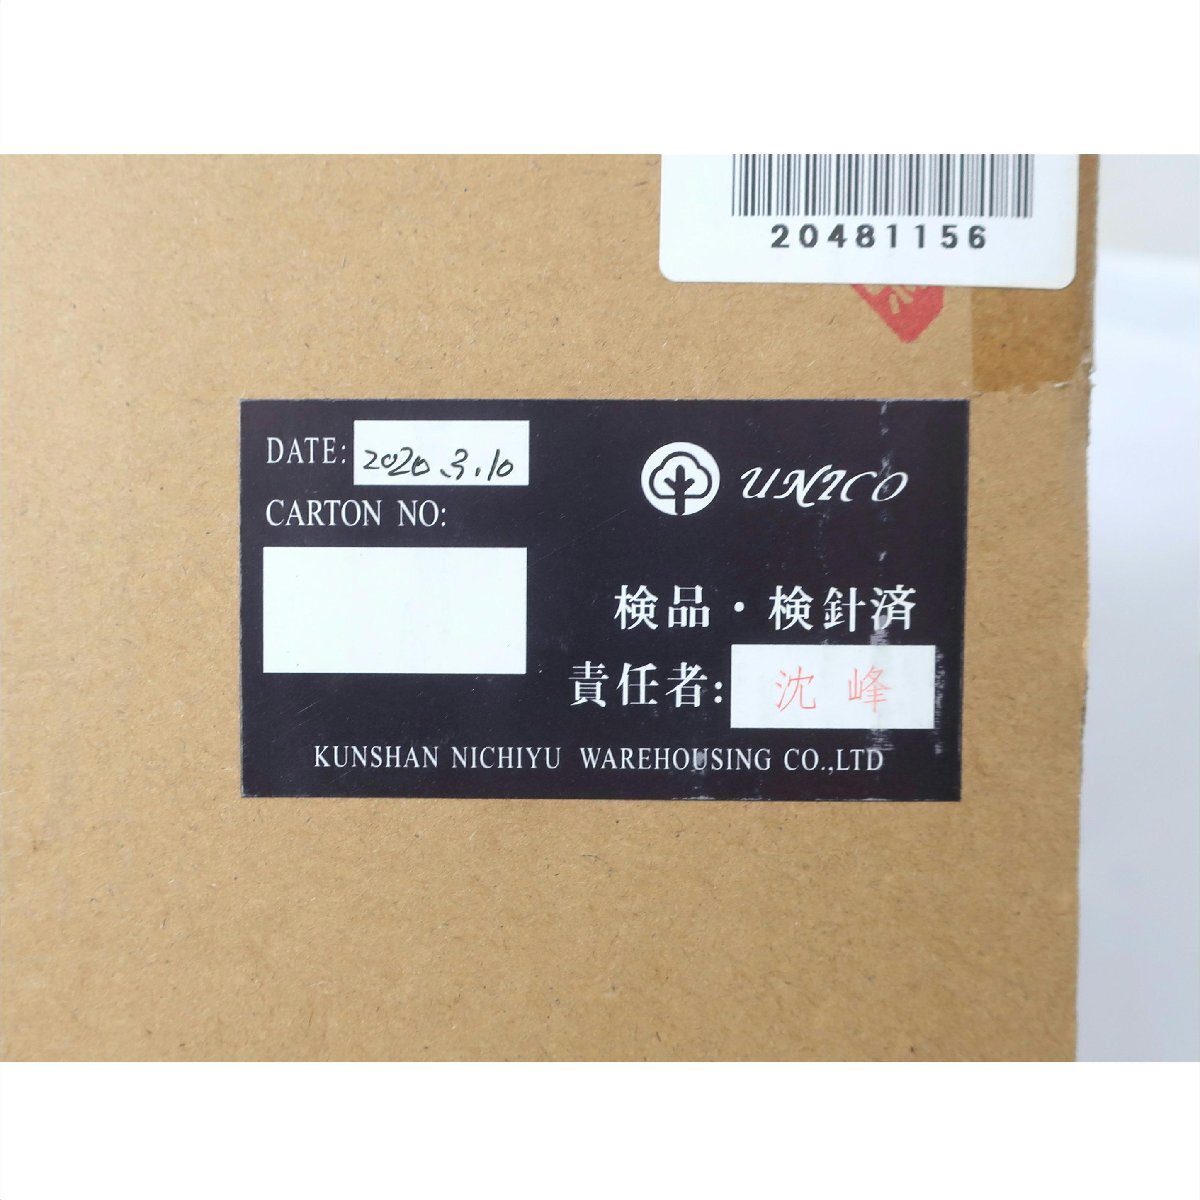 20481156
DATE: 2020.3.10
UNICO
CARTON NO:
検品・検針済
責任者: 沈峰
KUNSHAN NICHIYU WAREHOUSING CO.,LTD